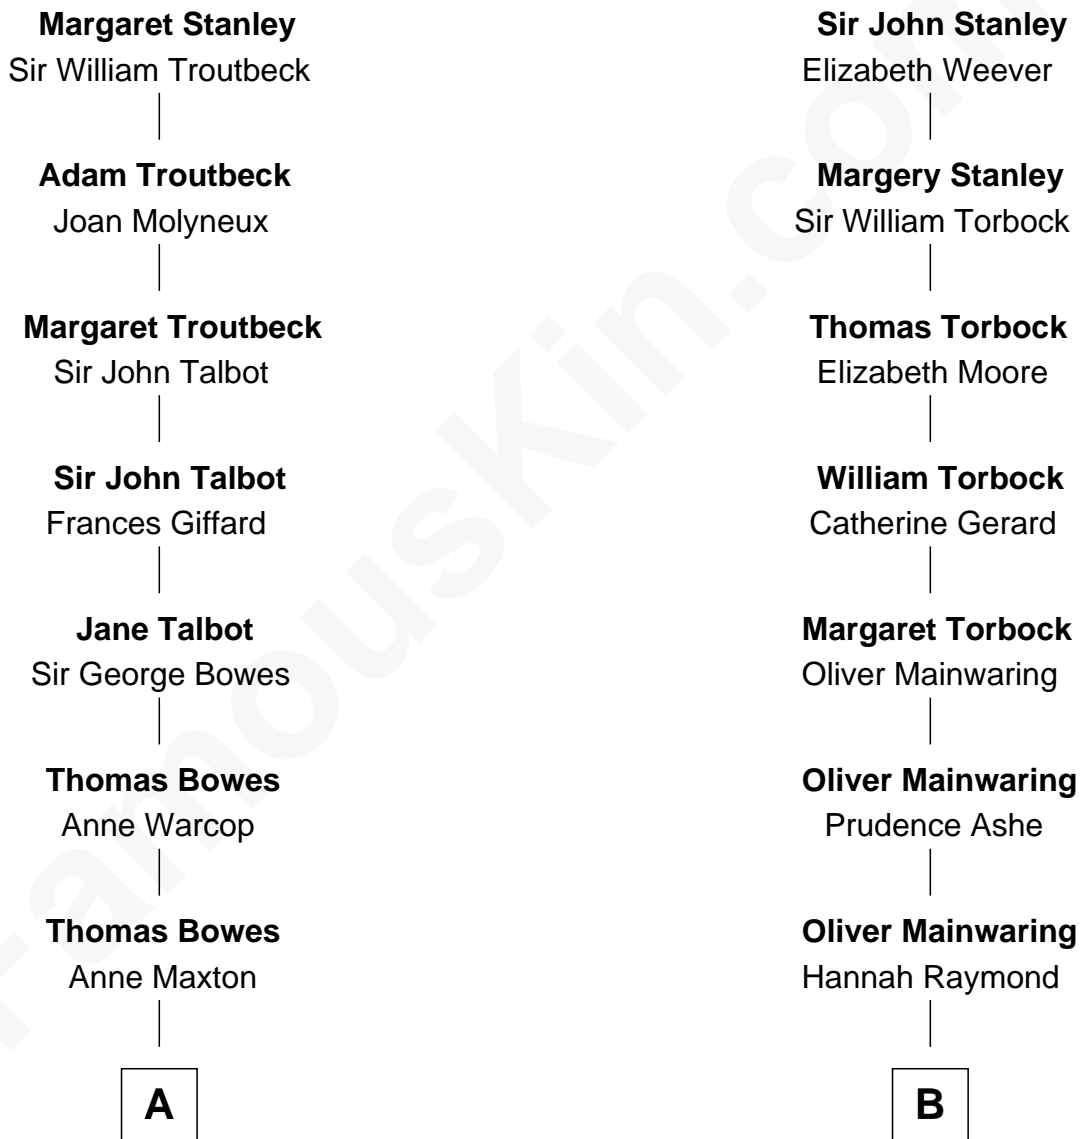 Margaret Stanley
Sir William Troutbeck
Adam Troutbeck
Joan Molyneux
Margaret Troutbeck
Sir John Talbot
Sir John Talbot
Frances Giffard
Jane Talbot
Sir George Bowes
Thomas Bowes
Anne Warcop
Thomas Bowes
Anne Maxton
A
Sir John Stanley
Elizabeth Weever
Margery Stanley
Sir William Torbock
Thomas Torbock
Elizabeth Moore
William Torbock
Catherine Gerard
Margaret Torbock
Oliver Mainwaring
Oliver Mainwaring
Prudence Ashe
Oliver Mainwaring
Hannah Raymond
B
FamousKin.com